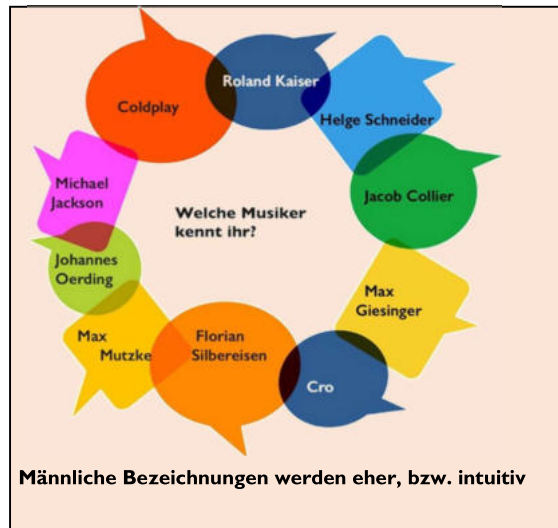 Coldplay
Roland Kaiser
Helge Schneider
Jacob Collier
Michael
Jackson
Welche Musiker
kennt ihr?
Johannes
Oerding
Max
Giesinger
Max
Mutzke
Florian
Silbereisen
Cro
Männliche Bezeichnungen werden eher, bzw. intuitiv